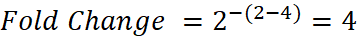 Fold Change = 2^{-(2-4)} = 4